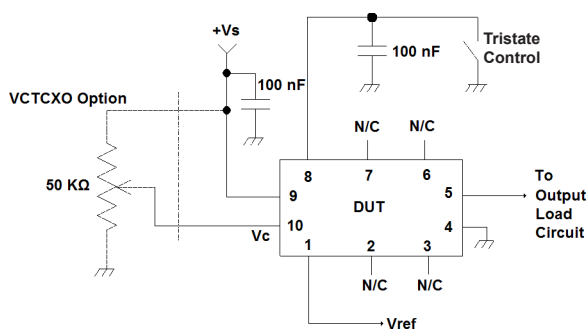 +Vs
100 nF
Tristate
Control
100 nF
VCTCXO Option
N/C
N/C
50 KΩ
8
7
6
9
5
To
Output
Load
Circuit
DUT
10
4
Vc
1
2
3
N/C
N/C
Vref